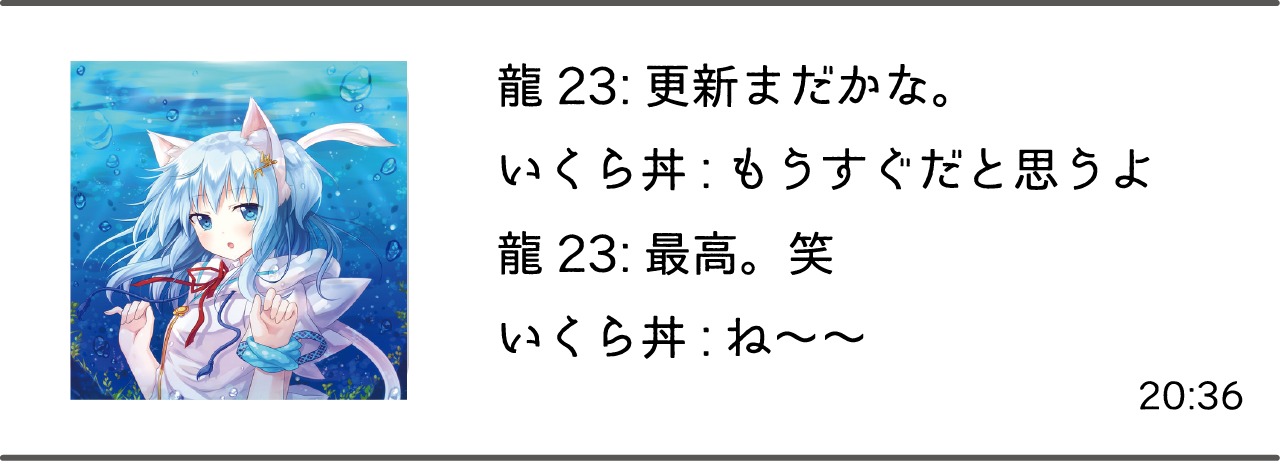 龍 23: 更新まだかな。
いくら丼 : もうすぐだと思うよ
龍 23: 最高。笑
いくら丼 : ね〜〜
20:36